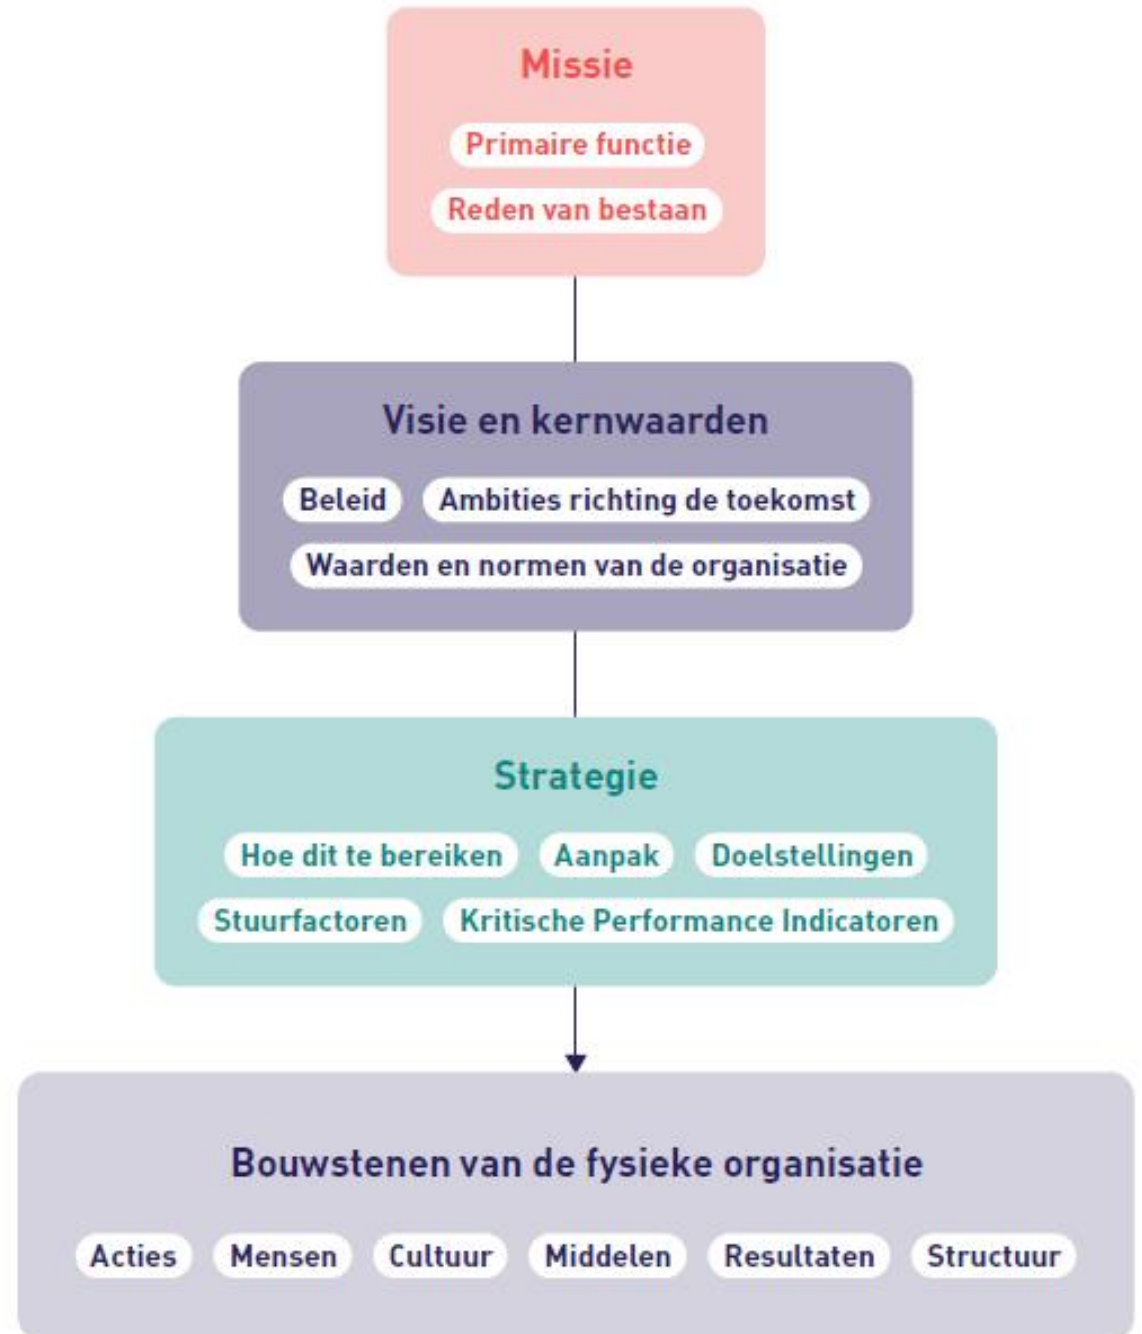 Missie
Primaire functie
Reden van bestaan
Visie en kernwaarden
Beleid Ambities richting de toekomst
Waarden en normen van de organisatie
Strategie
Hoe dit te bereiken Aanpak Doelstellingen
Stuurfactoren Kritische Performance Indicatoren
Bouwstenen van de fysieke organisatie
Acties Mensen Cultuur Middelen Resultaten Structuur